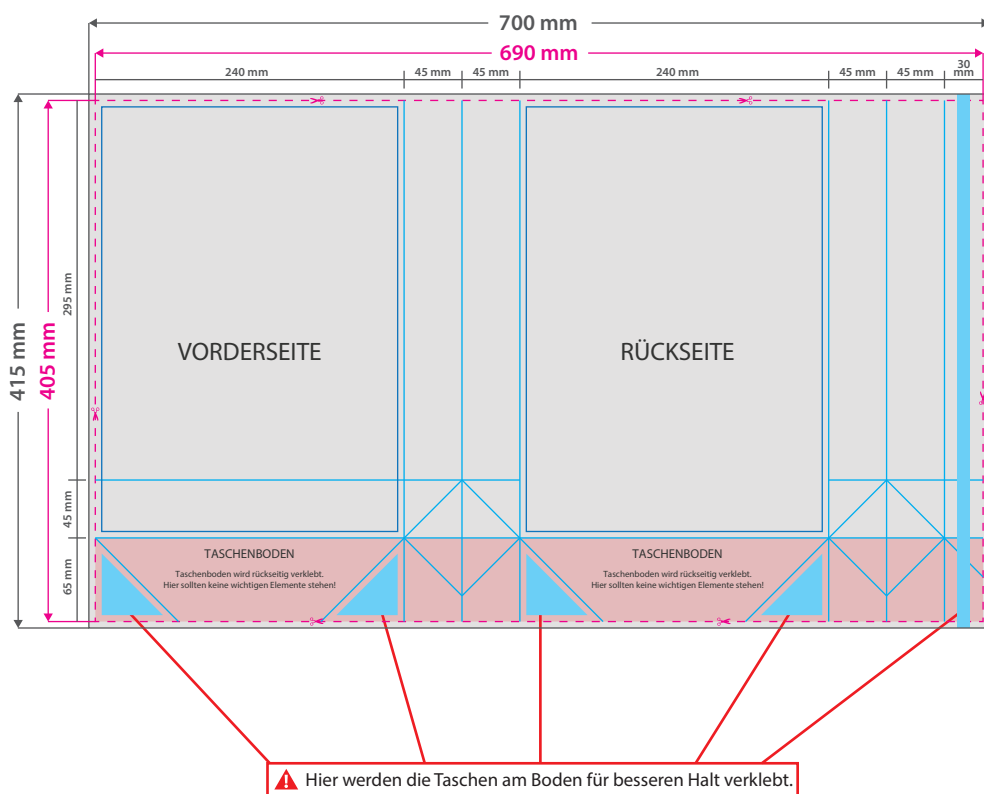 700 mm
690 mm
240 mm
45 mm
45 mm
240 mm
45 mm
45 mm
30
mm
415 mm
405 mm
295 mm
45 mm
65 mm
VORDERSEITE
RÜCKSEITE
TASCHENBODEN
Taschenboden wird rückseitig verklebt.
Hier sollten keine wichtigen Elemente stehen!
TASCHENBODEN
Taschenboden wird rückseitig verklebt.
Hier sollten keine wichtigen Elemente stehen!
Hier werden die Taschen am Boden für besseren Halt verklebt.